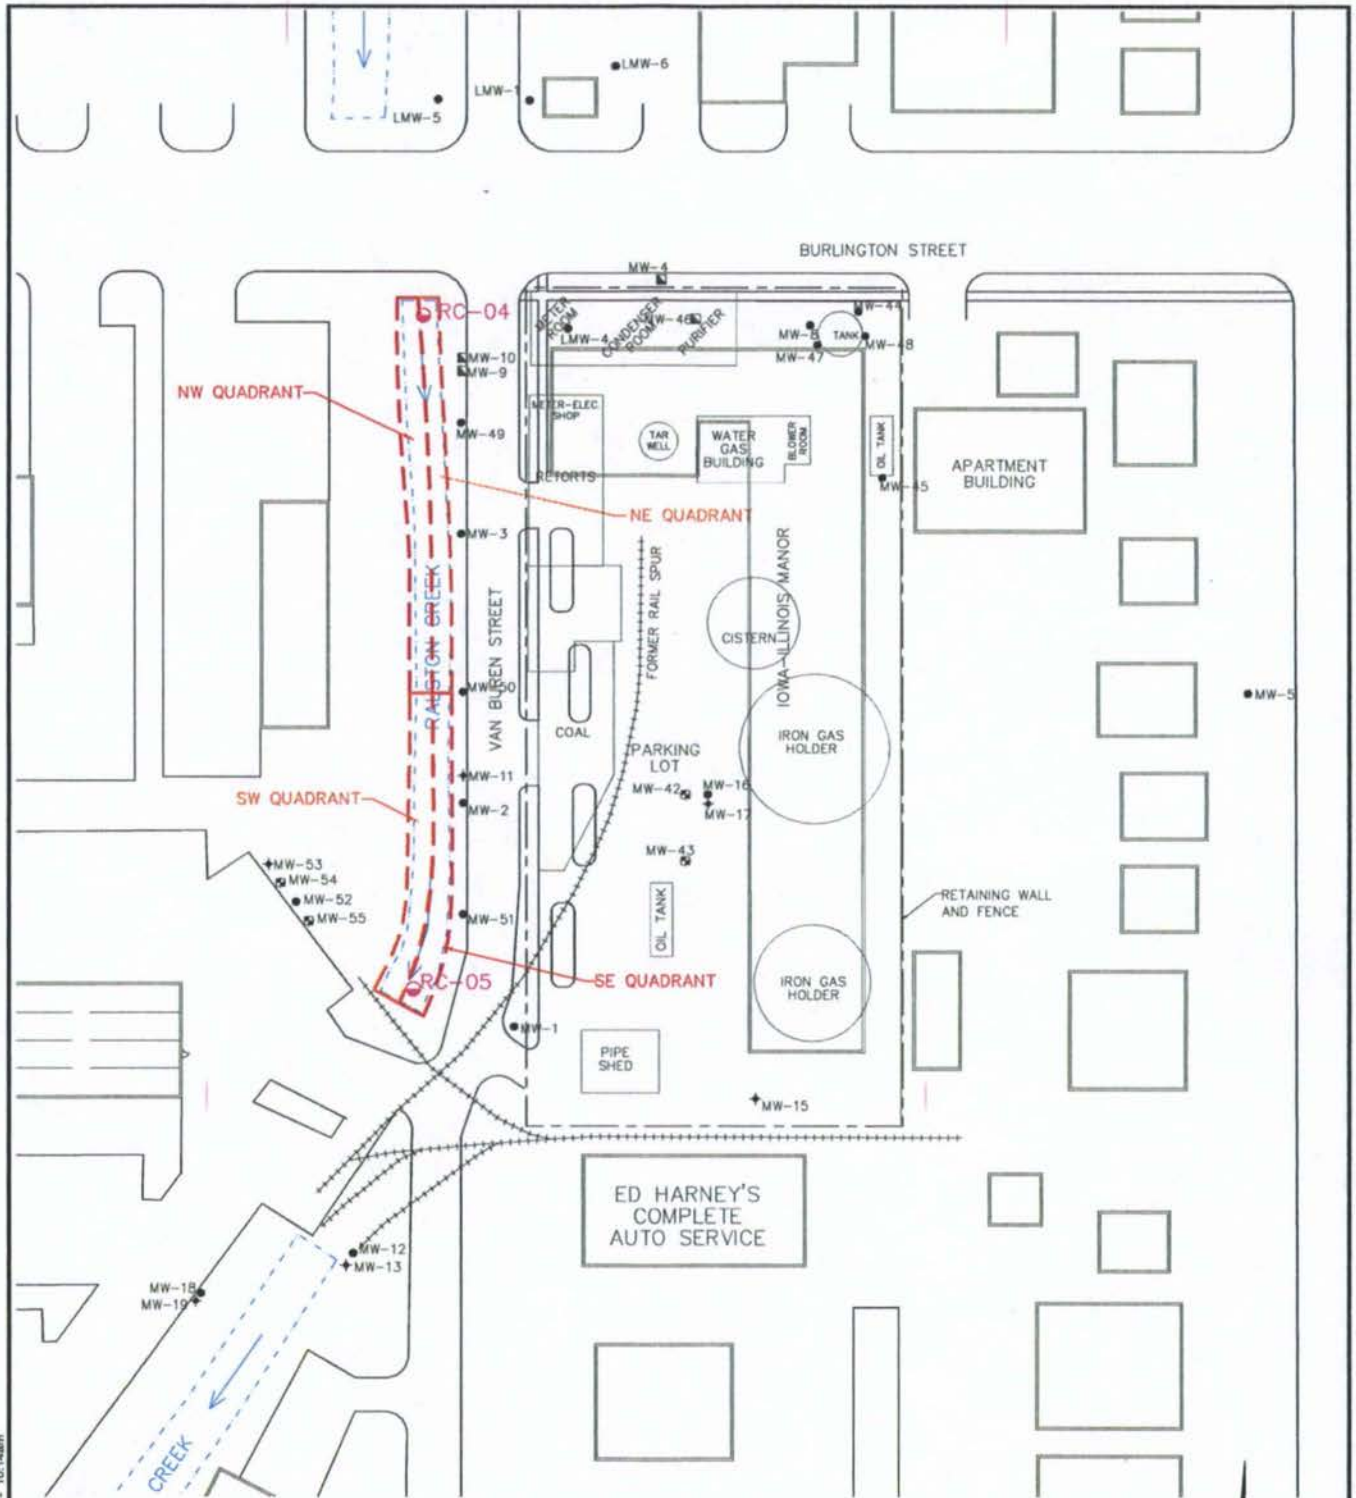 LMW-6
LMW-1
LMW-5
BURLINGTON STREET
MW-4
MW-44
RC-04
METER
ROOM
CONDENSER
ROOM
MW-46
PURIFIER
LMW-4
MW-8
TANK
MW-48
MW-47
MW-10
MW-9
NW QUADRANT
METER-ELEC.
SHOP
MW-49
TAR
WELL
WATER
GAS
BUILDING
BLOWER
ROOM
OIL TANK
APARTMENT
BUILDING
RETORTS
MW-45
NE QUADRANT
MW-3
RALSTON CREEK
VAN BUREN STREET
FORMER RAIL SPUR
IOWA-ILLINOIS MANOR
CISTERN
MW-50
MW-5
COAL
IRON GAS
HOLDER
PARKING
LOT
MW-11
MW-42
MW-16
MW-17
SW QUADRANT
MW-2
MW-43
MW-53
MW-54
MW-52
MW-55
MW-51
OIL TANK
RETAINING WALL
AND FENCE
RC-05
SE QUADRANT
IRON GAS
HOLDER
MW-1
PIPE
SHED
MW-15
ED HARNEY'S
COMPLETE
AUTO SERVICE
MW-12
MW-13
MW-18
MW-19
CREEK